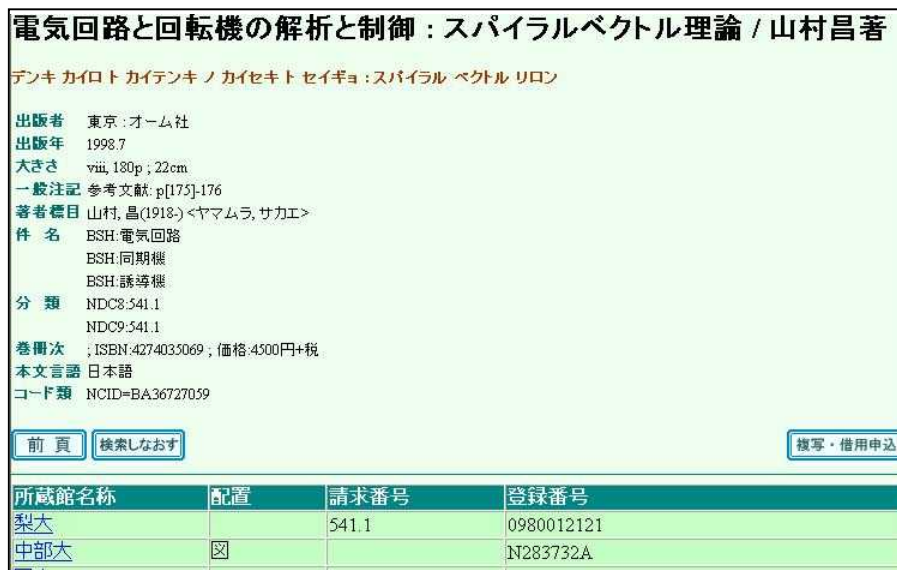 電気回路と回転機の解析と制御 : スパイラルベクトル理論 / 山村昌著
デンキ カイロ ト カイテンキ ノ カイセキ ト セイギョ : スパイラル ベクトル リロン
出版者 東京 : オーム社
出版年 1998.7
大きさ viii, 180p ; 22cm
一般注記 参考文献: p[175]-176
著者標目 山村, 昌(1918-) <ヤマムラ, サカエ>
件 名 BSH:電気回路
BSH:同期機
BSH:誘導機
分 類 NDC8:541.1
NDC9:541.1
巻冊次 ; ISBN:4274035069 ; 価格:4500円+税
本文言語 日本語
コード類 NCID=BA36727059
前 頁 検索しなおす 複写・借用申込
所蔵館名称 配置 請求番号 登録番号
梨大 541.1 0980012121
中部大 図 N283732A